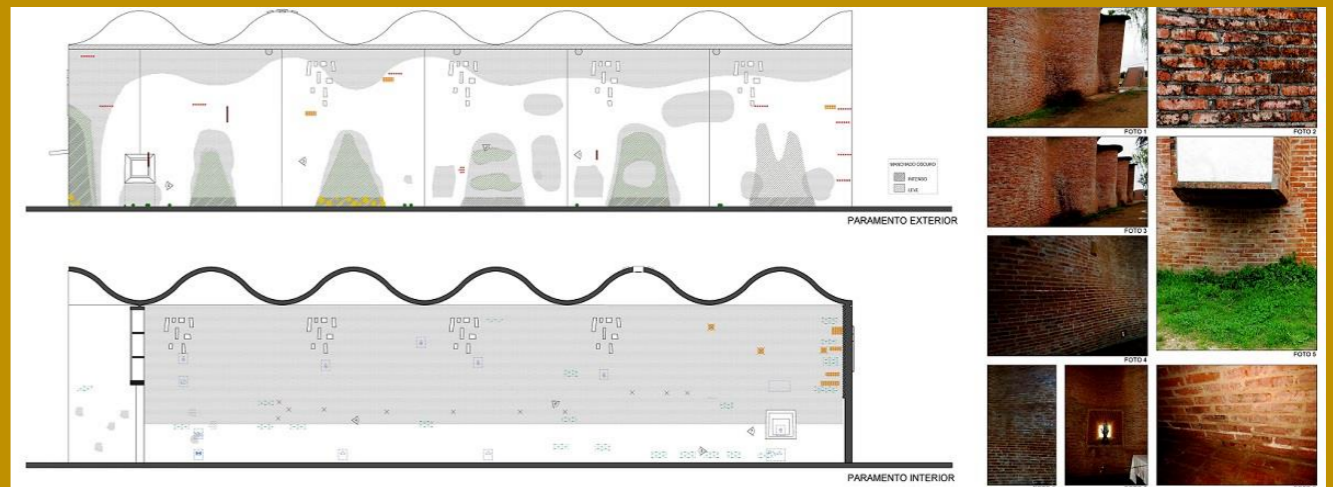 PARAMENTO EXTERIOR
MANCHADO OSCURO
INTENSO
LEVE
PARAMENTO INTERIOR
FOTO 1
FOTO 2
FOTO 3
FOTO 4
FOTO 5